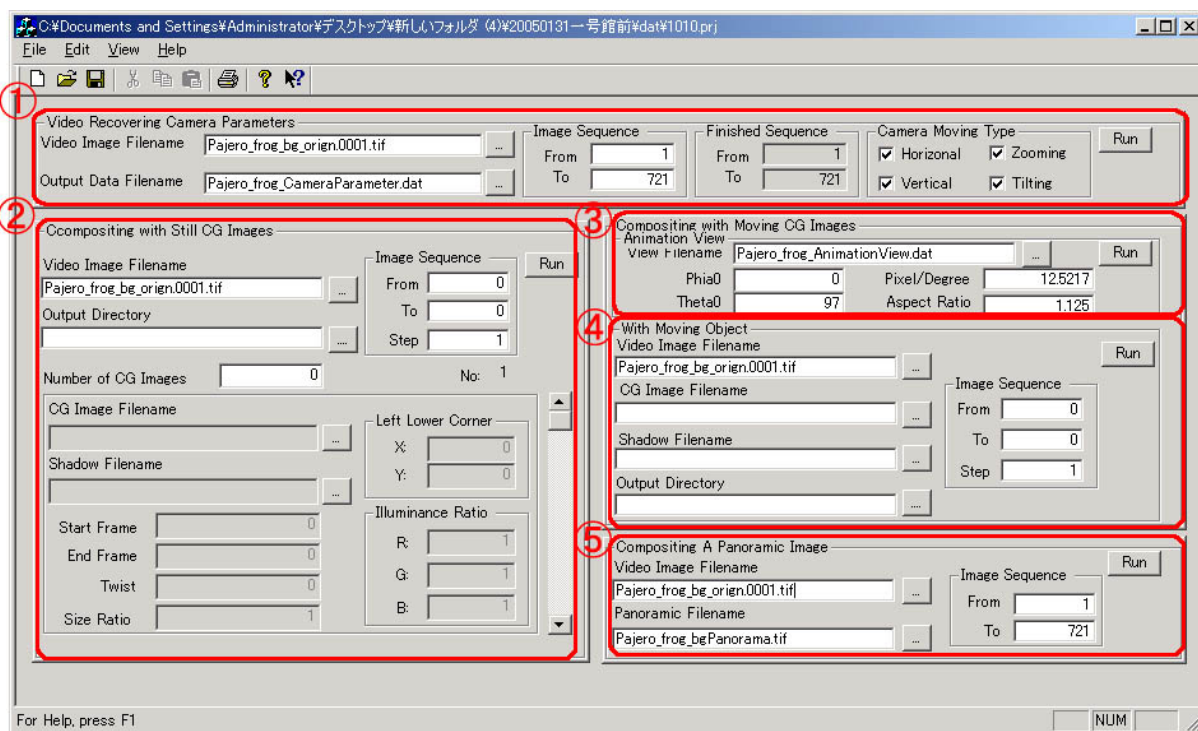 C:¥Documents and Settings¥Administrator¥デスクトップ¥新しいフォルダ (4)¥20050131一号館前¥dat¥1010.prj
File Edit View Help
①
Video Recovering Camera Parameters
Video Image Filename Pajero_frog_bg_orign.0001.tif ...
Output Data Filename Pajero_frog_CameraParameter.dat ...
Image Sequence
From 1
To 721
Finished Sequence
From 1
To 721
Camera Moving Type
Horizonal Zooming
Vertical Tilting
Run
②
Ccompositing with Still CG Images
Video Image Filename
Pajero_frog_bg_orign.0001.tif ...
Output Directory
....
Image Sequence
From 0
To 0
Step 1
Run
Number of CG Images 0
No: 1
CG Image Filename
...
Shadow Filename
...
Start Frame 0
End Frame 0
Twist 0
Size Ratio 1
Left Lower Corner
X: 0
Y: 0
Illuminance Ratio
R: 1
G: 1
B: 1
③
Compositing with Moving CG Images
Animation View
View Filename Pajero_frog_AnimationView.dat ...
Run
Phia0 0 Pixel/Degree 12.5217
Theta0 97 Aspect Ratio 1.125
④
With Moving Object
Video Image Filename
Pajero_frog_bg_orign.0001.tif ...
CG Image Filename
...
Shadow Filename
...
Output Directory
....
Run
Image Sequence
From 0
To 0
Step 1
⑤
Compositing A Panoramic Image
Video Image Filename
Pajero_frog_bg_orign.0001.tif ...
Panoramic Filename
Pajero_frog_bgPanorama.tif ...
Image Sequence
From 1
To 721
Run
For Help, press F1
NUM